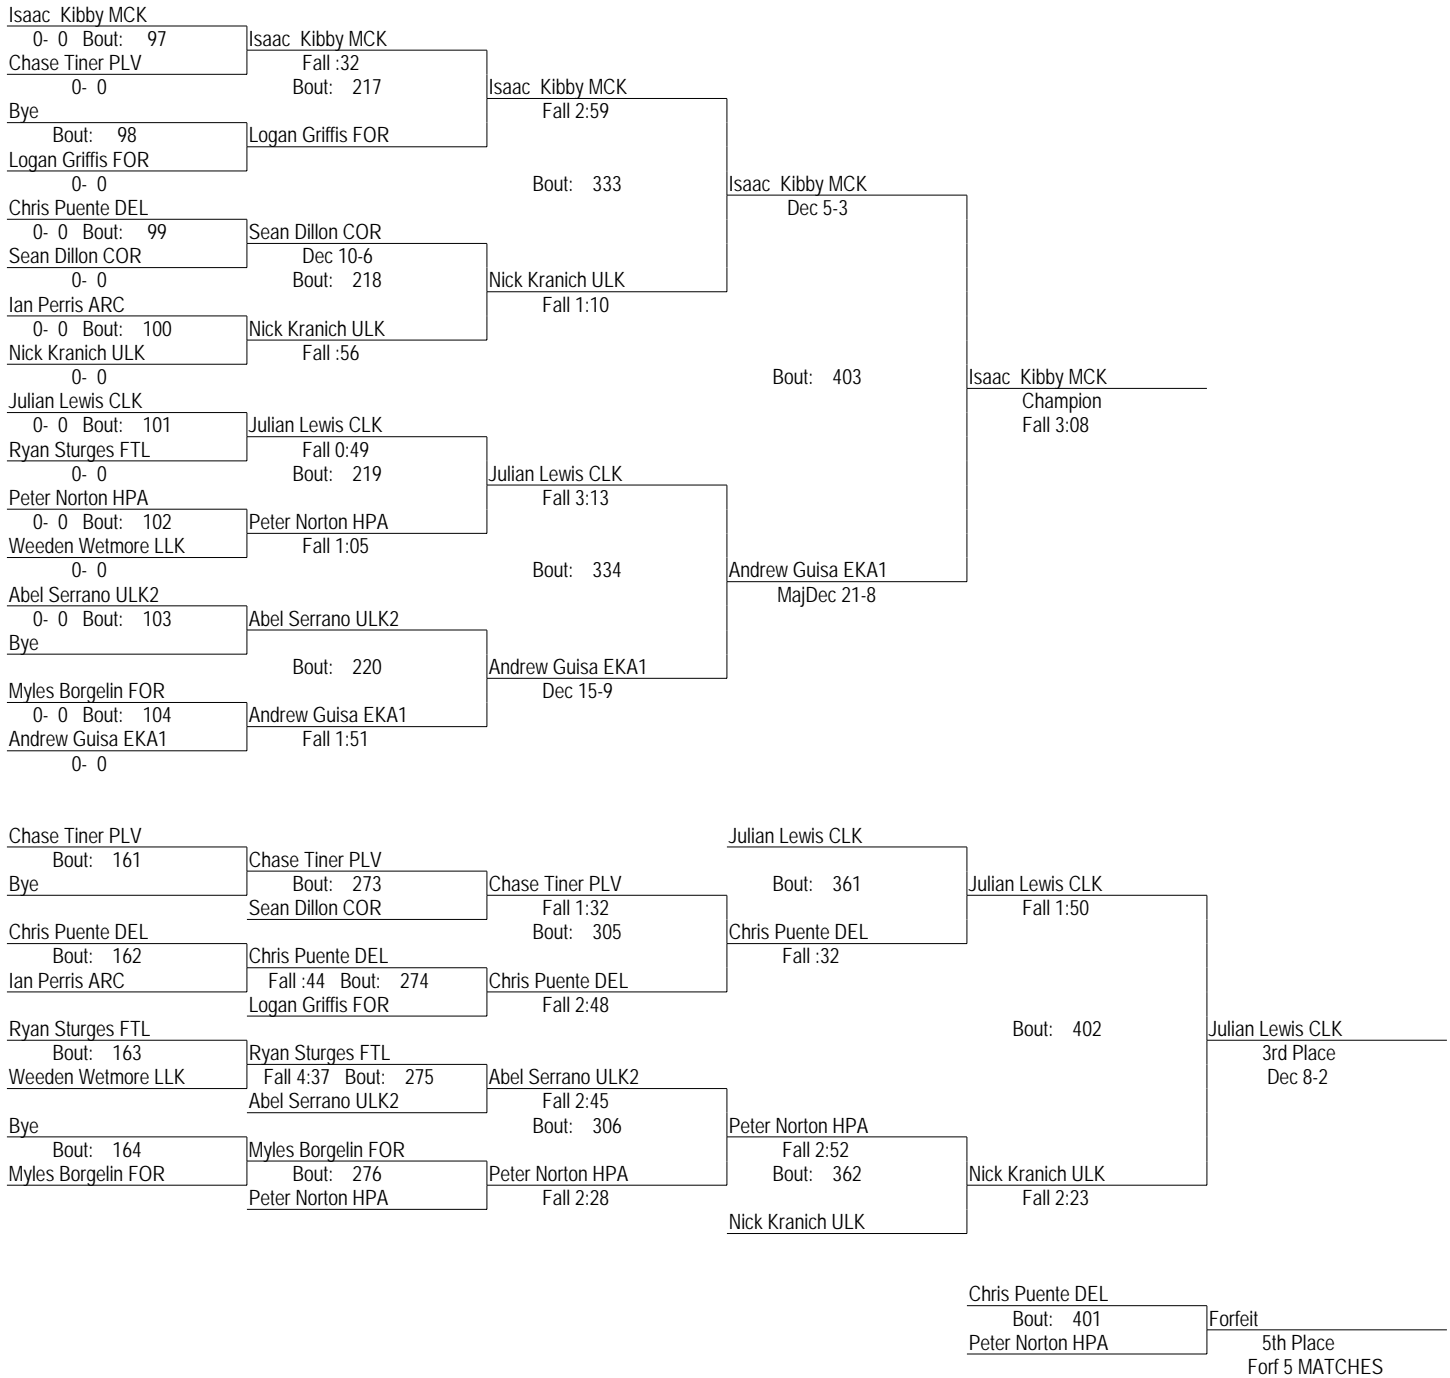 Isaac  Kibby MCK
0-  0  Bout:  97
Isaac  Kibby MCK
Chase Tiner PLV
Fall :32
0-  0
Bout:  217
Isaac  Kibby MCK
Bye
Fall 2:59
Bout:  98
Logan Griffis FOR
Logan Griffis FOR
0-  0
Bout:  333
Isaac  Kibby MCK
Chris Puente DEL
Dec 5-3
0-  0  Bout:  99
Sean Dillon COR
Sean Dillon COR
Dec 10-6
0-  0
Bout:  218
Nick Kranich ULK
Ian Perris ARC
Fall 1:10
0-  0  Bout:  100
Nick Kranich ULK
Nick Kranich ULK
Fall :56
0-  0
Bout:  403
Isaac  Kibby MCK
Julian Lewis CLK
Champion
0-  0  Bout:  101
Julian Lewis CLK
Fall 3:08
Ryan Sturges FTL
Fall 0:49
0-  0
Bout:  219
Julian Lewis CLK
Peter Norton HPA
Fall 3:13
0-  0  Bout:  102
Peter Norton HPA
Weeden Wetmore LLK
Fall 1:05
0-  0
Bout:  334
Andrew Guisa EKA1
Abel Serrano ULK2
MajDec 21-8
0-  0  Bout:  103
Abel Serrano ULK2
Bye
Bout:  220
Andrew Guisa EKA1
Myles Borgelin FOR
Dec 15-9
0-  0  Bout:  104
Andrew Guisa EKA1
Andrew Guisa EKA1
Fall 1:51
0-  0
Chase Tiner PLV
Julian Lewis CLK
Bout:  161
Chase Tiner PLV
Bye
Bout:  273
Chase Tiner PLV
Bout:  361
Julian Lewis CLK
Sean Dillon COR
Fall 1:32
Fall 1:50
Chris Puente DEL
Bout:  305
Chris Puente DEL
Bout:  162
Chris Puente DEL
Fall :32
Ian Perris ARC
Fall :44  Bout:  274
Chris Puente DEL
Logan Griffis FOR
Fall 2:48
Ryan Sturges FTL
Bout:  402
Julian Lewis CLK
Bout:  163
Ryan Sturges FTL
3rd Place
Weeden Wetmore LLK
Fall 4:37  Bout:  275
Abel Serrano ULK2
Dec 8-2
Abel Serrano ULK2
Fall 2:45
Bye
Bout:  306
Peter Norton HPA
Bout:  164
Myles Borgelin FOR
Fall 2:52
Myles Borgelin FOR
Bout:  276
Peter Norton HPA
Bout:  362
Nick Kranich ULK
Peter Norton HPA
Fall 2:28
Fall 2:23
Nick Kranich ULK
Chris Puente DEL
Bout:  401
Forfeit
Peter Norton HPA
5th Place
Forf 5 MATCHES